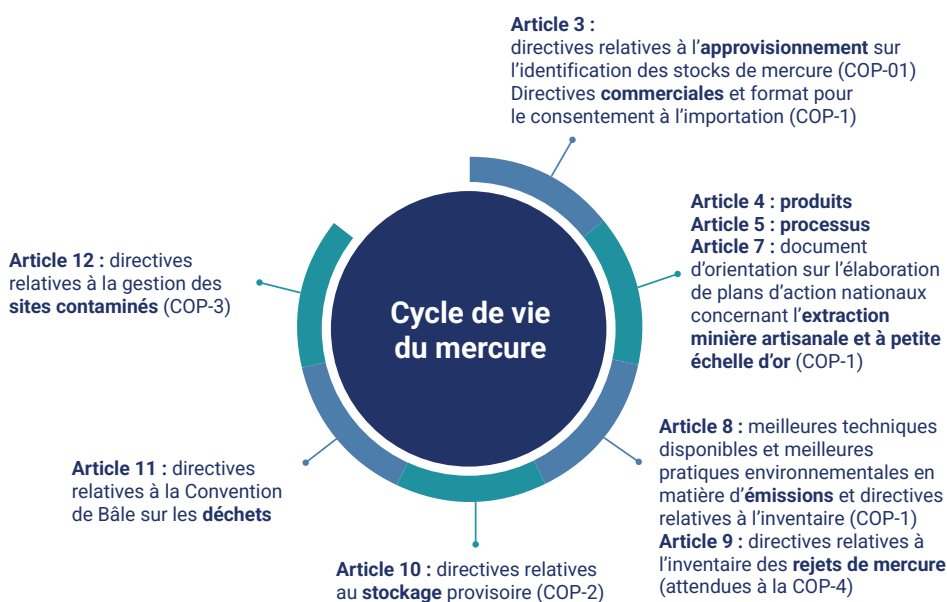 Article 3 :
directives relatives à l’approvisionnement sur
l’identification des stocks de mercure (COP-01)
Directives commerciales et format pour
le consentement à l’importation (COP-1)
Article 4 : produits
Article 5 : processus
Article 7 : document
d’orientation sur l’élaboration
de plans d’action nationaux
concernant l’extraction
minière artisanale et à petite
échelle d’or (COP-1)
Article 8 : meilleures techniques
disponibles et meilleures
pratiques environnementales en
matière d’émissions et directives
relatives à l’inventaire (COP-1)
Article 9 : directives relatives à
l’inventaire des rejets de mercure
(attendues à la COP-4)
Article 10 : directives relatives
au stockage provisoire (COP-2)
Article 11 : directives
relatives à la Convention
de Bâle sur les déchets
Article 12 : directives
relatives à la gestion des
sites contaminés (COP-3)
Cycle de vie
du mercure